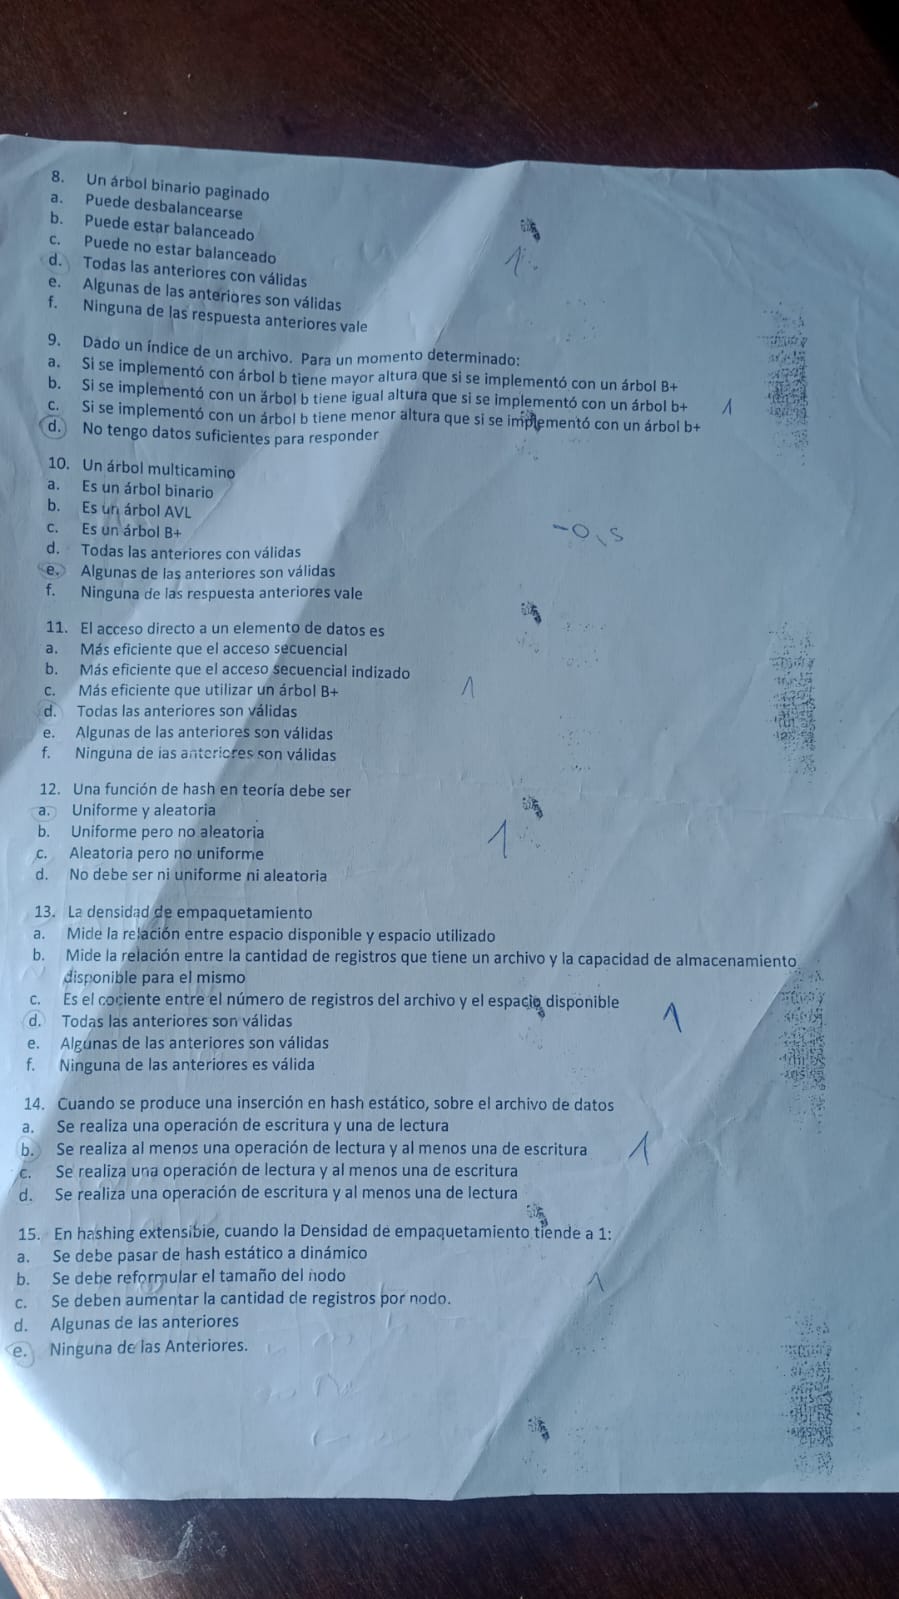 8. Un árbol binario paginado
a. Puede desbalancearse
b. Puede estar balanceado
c. Puede no estar balanceado
d. Todas las anteriores con válidas
e. Algunas de las anteriores son válidas
f. Ninguna de las respuesta anteriores vale
1
9. Dado un índice de un archivo. Para un momento determinado:
a. Si se implementó con árbol b tiene mayor altura que si se implementó con un árbol B+
b. Si se implementó con un árbol b tiene igual altura que si se implementó con un árbol b+
c. Si se implementó con un árbol b tiene menor altura que si se implementó con un árbol b+
d. No tengo datos suficientes para responder
1
10. Un árbol multicamino
a. Es un árbol binario
b. Es un árbol AVL
c. Es un árbol B+
d. Todas las anteriores con válidas
e. Algunas de las anteriores son válidas
f. Ninguna de las respuesta anteriores vale
-0,5
11. El acceso directo a un elemento de datos es
a. Más eficiente que el acceso secuencial
b. Más eficiente que el acceso secuencial indizado
c. Más eficiente que utilizar un árbol B+
d. Todas las anteriores son válidas
e. Algunas de las anteriores son válidas
f. Ninguna de las anteriores son válidas
1
12. Una función de hash en teoría debe ser
a. Uniforme y aleatoria
b. Uniforme pero no aleatoria
c. Aleatoria pero no uniforme
d. No debe ser ni uniforme ni aleatoria
1
13. La densidad de empaquetamiento
a. Mide la relación entre espacio disponible y espacio utilizado
b. Mide la relación entre la cantidad de registros que tiene un archivo y la capacidad de almacenamiento
disponible para el mismo
c. Es el cociente entre el número de registros del archivo y el espacio disponible
d. Todas las anteriores son válidas
e. Algunas de las anteriores son válidas
f. Ninguna de las anteriores es válida
1
14. Cuando se produce una inserción en hash estático, sobre el archivo de datos
a. Se realiza una operación de escritura y una de lectura
b. Se realiza al menos una operación de lectura y al menos una de escritura
c. Se realiza una operación de lectura y al menos una de escritura
d. Se realiza una operación de escritura y al menos una de lectura
1
15. En hashing extensible, cuando la Densidad de empaquetamiento tiende a 1:
a. Se debe pasar de hash estático a dinámico
b. Se debe reformular el tamaño del nodo
c. Se deben aumentar la cantidad de registros por nodo.
d. Algunas de las anteriores
e. Ninguna de las Anteriores.
1